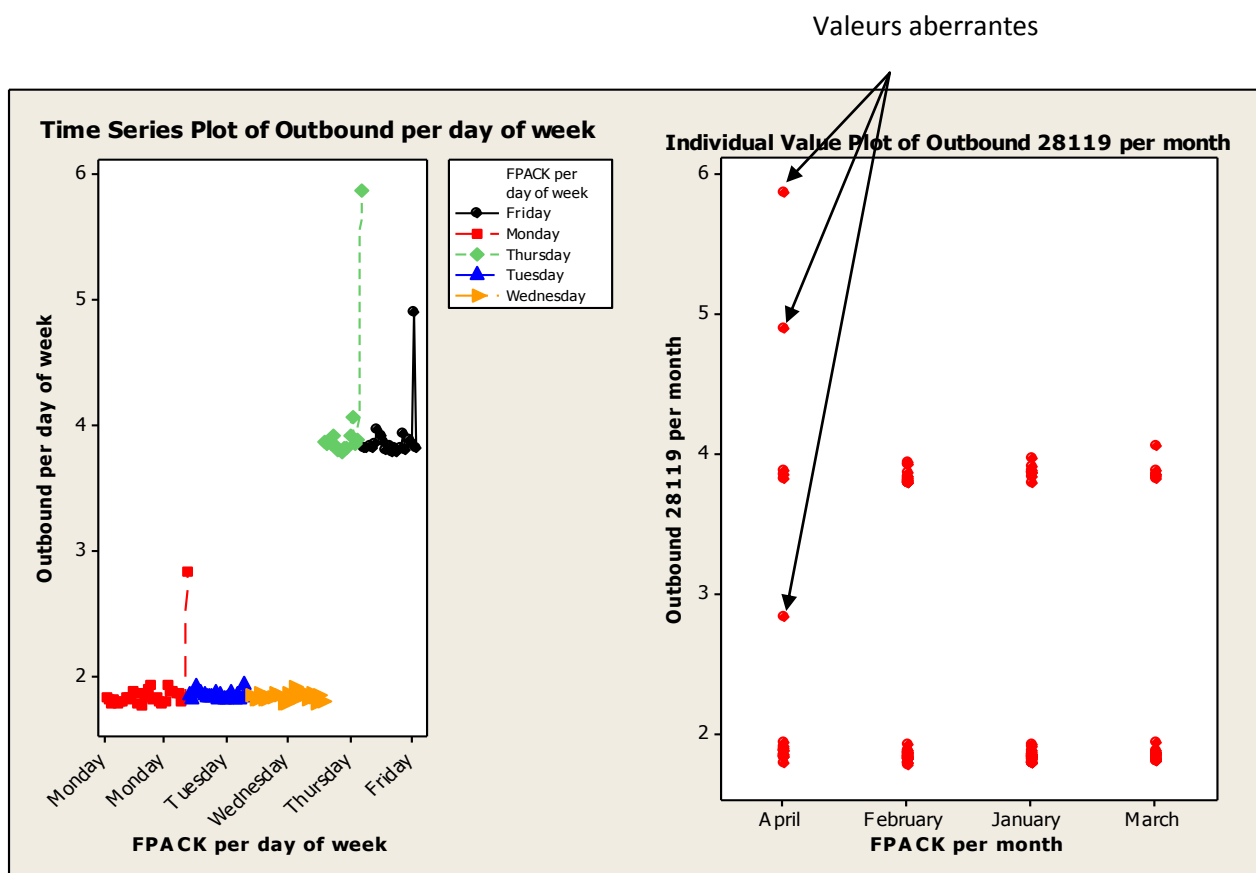 Valeurs aberrantes
Time Series Plot of Outbound per day of week
6
5
4
3
2
Outbound per day of week
Monday
Monday
Tuesday
Wednesday
Thursday
Friday
FPACK per day of week
FPACK per
day of week
Friday
Monday
Thursday
Tuesday
Wednesday
Individual Value Plot of Outbound 28119 per month
6
5
4
3
2
Outbound 28119 per month
April
February
January
March
FPACK per month